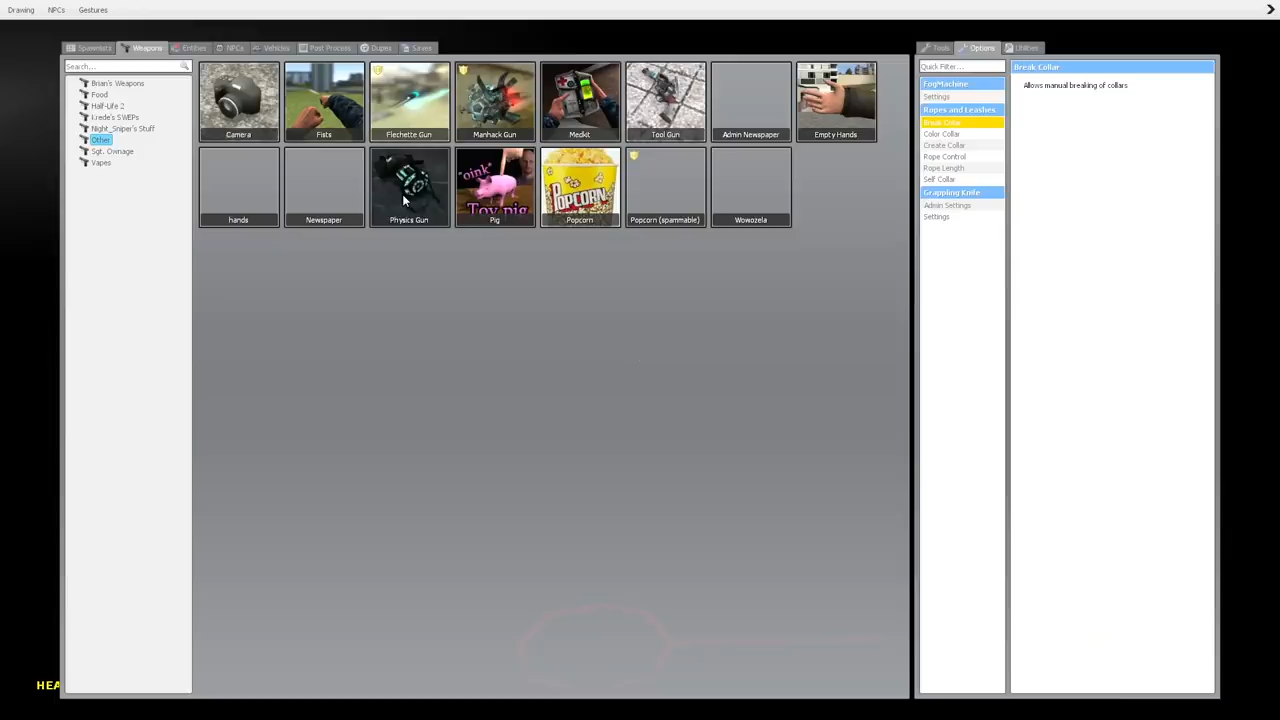 Drawing NPCs Gestures
Spawnlists Weapons Entities NPCs Vehicles Post Process Dupes Saves
Search...
Brian's Weapons
Food
Half-Life 2
Krede's SWEPs
Night_Sniper's Stuff
Other
Sgt. Ownage
Vapes
Camera
Fists
Flechette Gun
Manhack Gun
Medkit
Tool Gun
Admin Newspaper
Empty Hands
hands
Newspaper
Physics Gun
"oink"
Toy pig
Pig
POPCORN
Popcorn
Popcorn (spammable)
Wowozela
Tools Options Utilities
Quick Filter...
FogMachine
Settings
Ropes and Leashes
Break Collar
Color Collar
Create Collar
Rope Control
Rope Length
Self Collar
Grappling Knife
Admin Settings
Settings
Break Collar
Allows manual breaking of collars
HEA